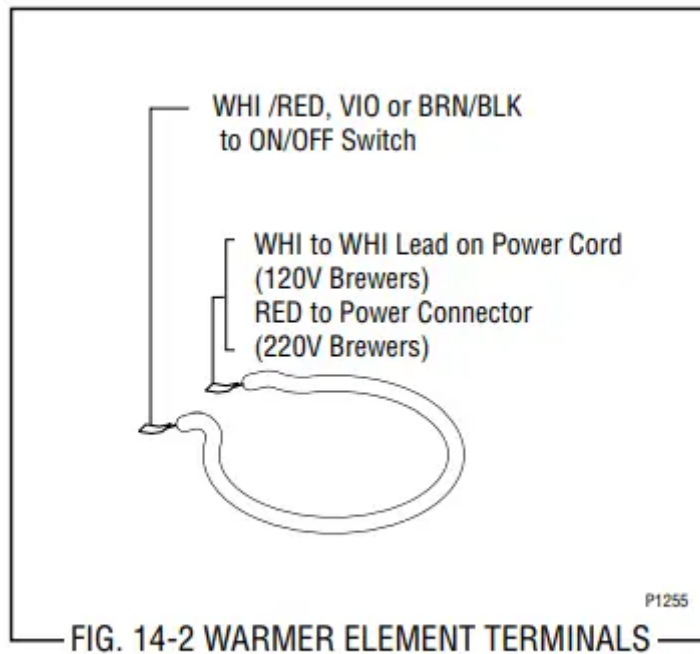 WHI /RED, VIO or BRN/BLK
to ON/OFF Switch
WHI to WHI Lead on Power Cord
(120V Brewers)
RED to Power Connector
(220V Brewers)
P1255
FIG. 14-2 WARMER ELEMENT TERMINALS